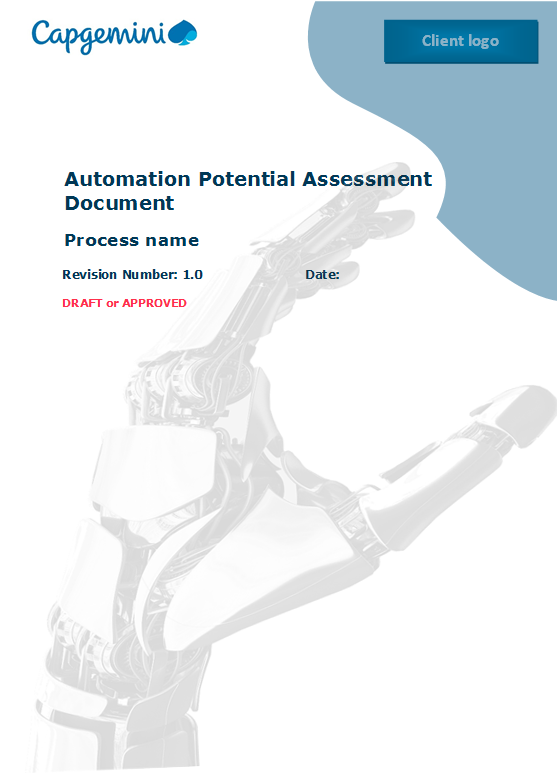 Capgemini
Client logo
Automation Potential Assessment
Document
Process name
Revision Number: 1.0 Date:
DRAFT or APPROVED